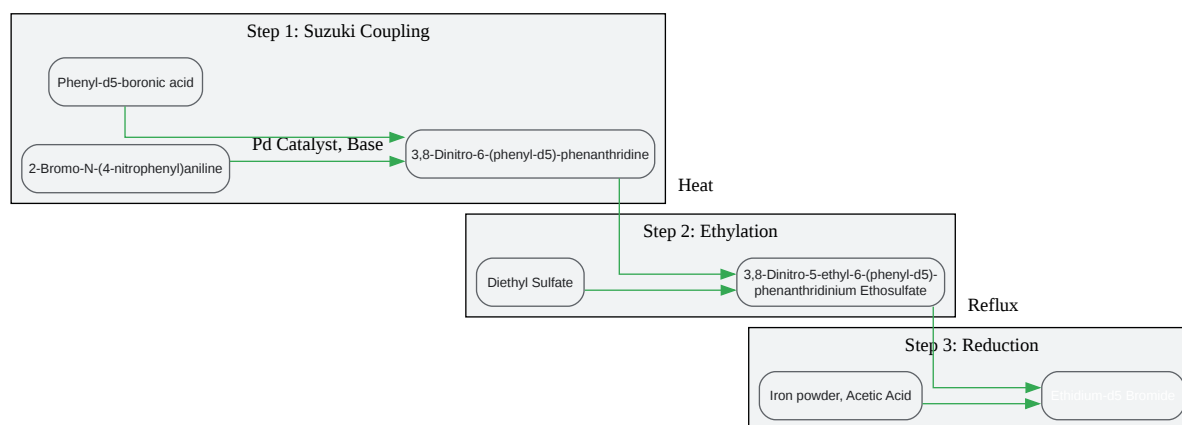 Step 1: Suzuki Coupling
Phenyl-d5-boronic acid
Pd Catalyst, Base
2-Bromo-N-(4-nitrophenyl)aniline
3,8-Dinitro-6-(phenyl-d5)-phenanthridine
Heat
Step 2: Ethylation
Diethyl Sulfate
3,8-Dinitro-5-ethyl-6-(phenyl-d5)-
phenanthridinium Ethosulfate
Reflux
Step 3: Reduction
Iron powder, Acetic Acid
Ethidium-d5 Bromide